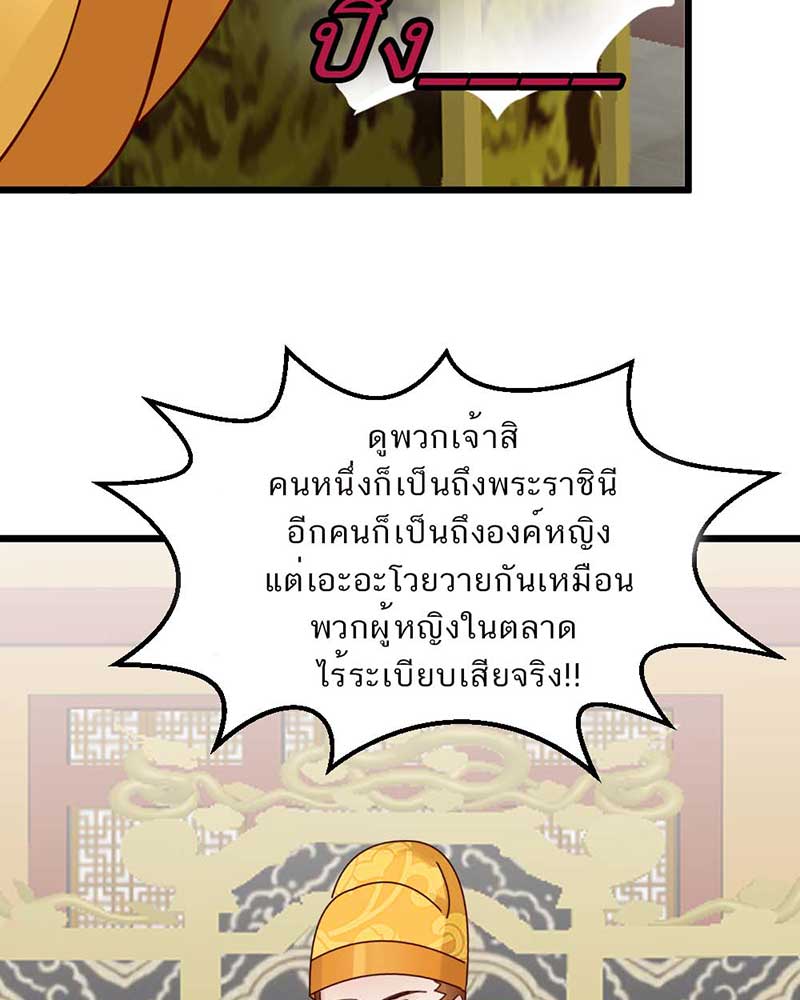 ปึง____
ดูพวกเจ้าสิ
คนหนึ่งก็เป็นถึงพระราชินี
อีกคนก็เป็นถึงองค์หญิง
แต่เอะอะโวยวายกันเหมือน
พวกผู้หญิงในตลาด
ไร้ระเบียบเสียจริง!!